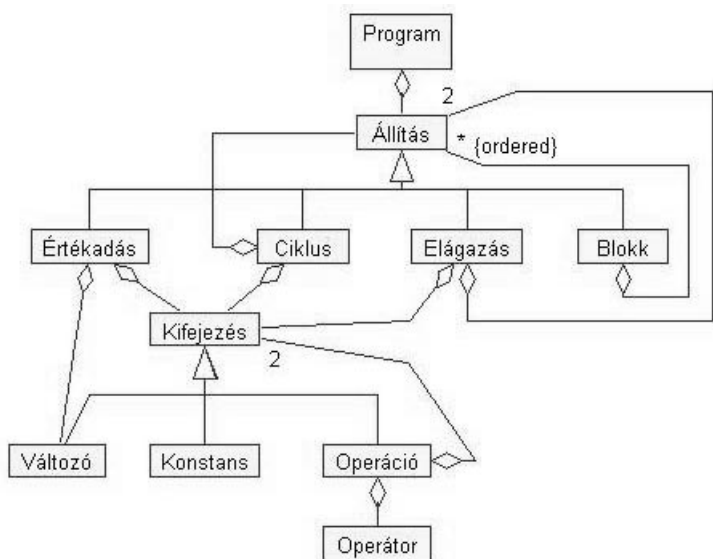 Program
2
Állítás
* {ordered}
Értékadás
Ciklus
Elágazás
Blokk
Kifejezés
2
Változó
Konstans
Operáció
Operátor